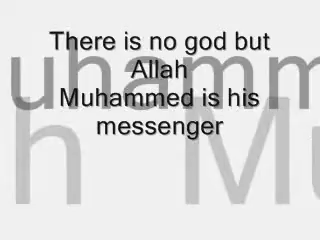 There is no god but
Allah
Muhammed is his
messenger
uhamm
h Mu